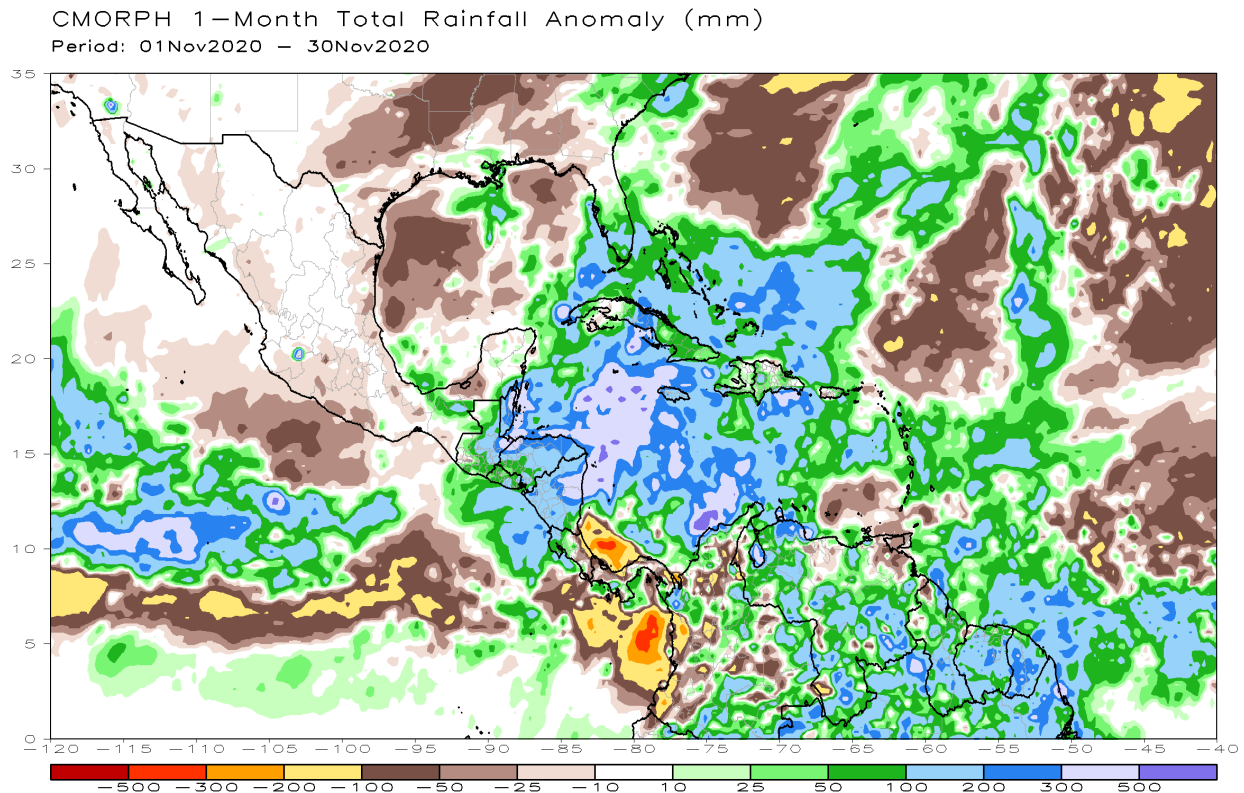 CMORPH 1-Month Total Rainfall Anomaly (mm)
Period: 01Nov2020 - 30Nov2020
35
30
25
20
15
10
5
0
-120 -115 -110 -105 -100 -95 -90 -85 -80 -75 -70 -65 -60 -55 -50 -45 -40
-500 -300 -200 -100 -50 -25 -10 10 25 50 100 200 300 500